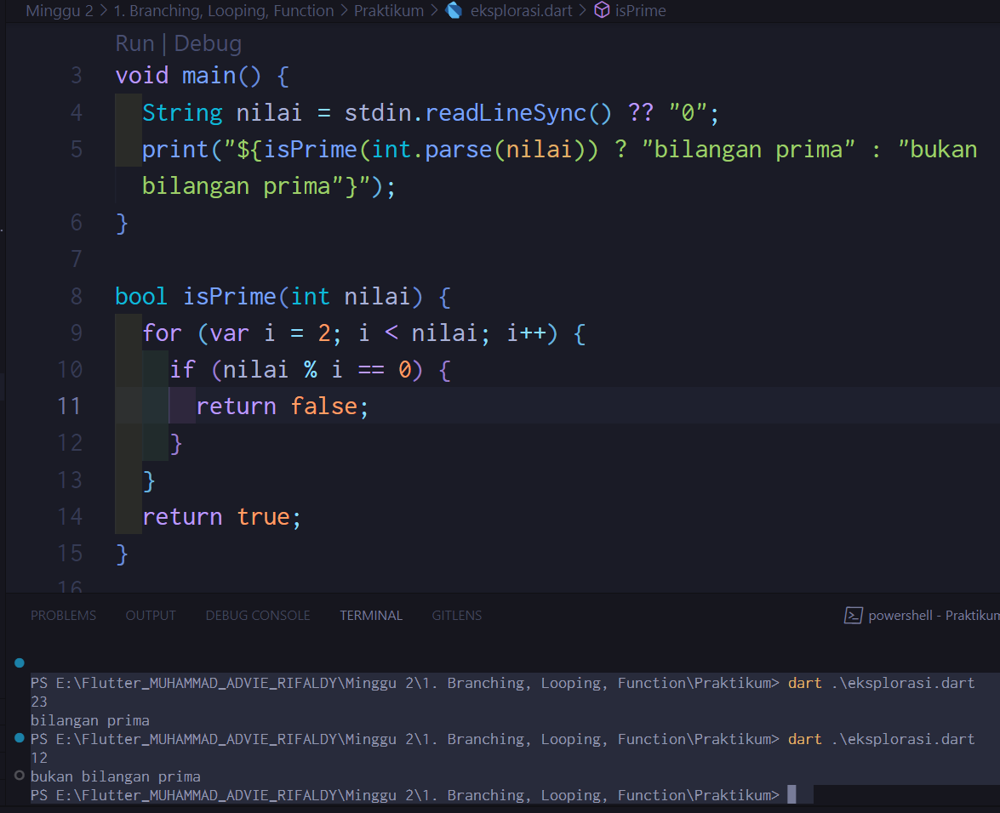 Minggu 2 > 1. Branching, Looping, Function > Praktikum > eksplorasi.dart > isPrime
Run | Debug
3 void main() {
4 String nilai = stdin.readLineSync() ?? "0";
5 print("${isPrime(int.parse(nilai)) ? "bilangan prima" : "bukan
bilangan prima"}");
6 }
7
8 bool isPrime(int nilai) {
9 for (var i = 2; i < nilai; i++) {
10 if (nilai % i == 0) {
11 return false;
12 }
13 }
14 return true;
15 }
16
PROBLEMS OUTPUT DEBUG CONSOLE TERMINAL GITLENS powershell - Praktikum
PS E:\Flutter_MUHAMMAD_ADVIE_RIFALDY\Minggu 2\1. Branching, Looping, Function\Praktikum> dart .\eksplorasi.dart
23
bilangan prima
PS E:\Flutter_MUHAMMAD_ADVIE_RIFALDY\Minggu 2\1. Branching, Looping, Function\Praktikum> dart .\eksplorasi.dart
12
bukan bilangan prima
PS E:\Flutter_MUHAMMAD_ADVIE_RIFALDY\Minggu 2\1. Branching, Looping, Function\Praktikum>